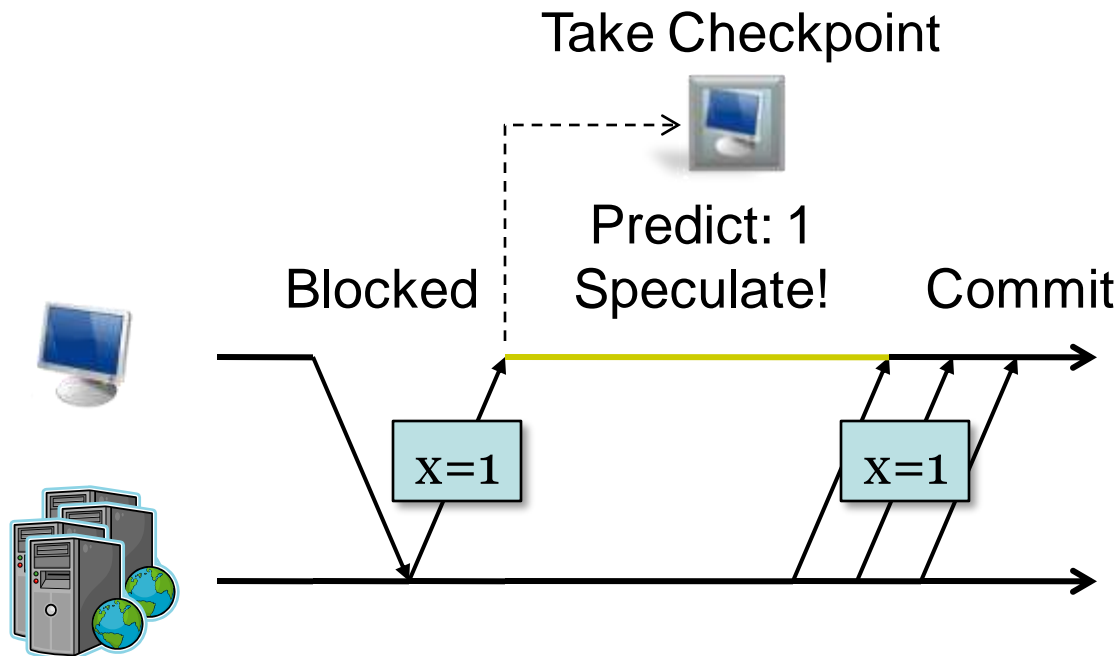 Take Checkpoint
Predict: 1
Blocked
Speculate!
Commit
x=1
x=1